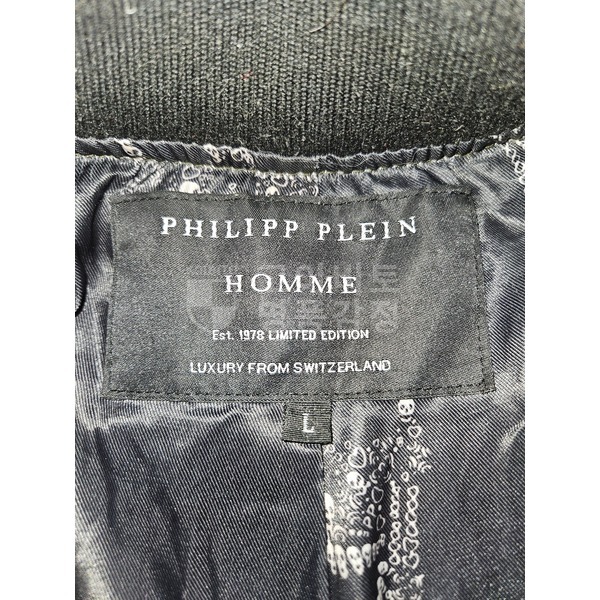 PHILIPP PLEIN
HOMME
Est. 1978 LIMITED EDITION
LUXURY FROM SWITZERLAND
L